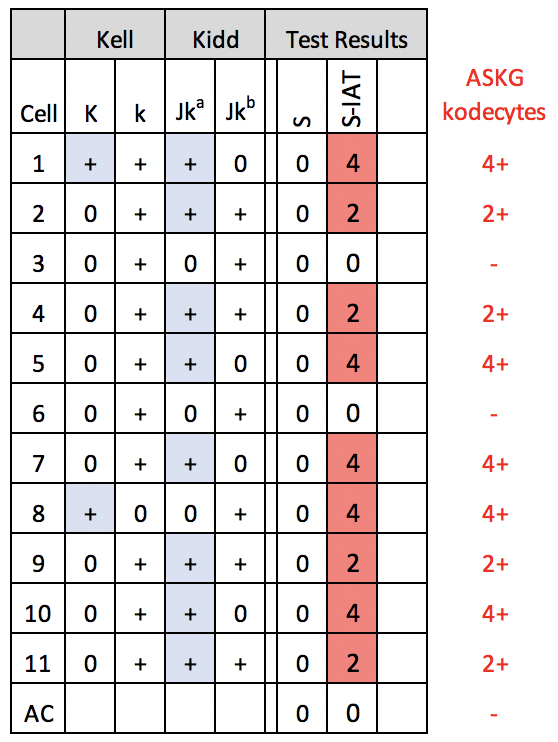 Kell Kidd Test Results
ASKG
kodecytes
Cell K k Jkᵃ Jkᵇ S S-IAT
1 + + + 0 0 4 4+
2 0 + + + 0 2 2+
3 0 + 0 + 0 0 -
4 0 + + + 0 2 2+
5 0 + + 0 0 4 4+
6 0 + 0 + 0 0 -
7 0 + + 0 0 4 4+
8 + 0 0 + 0 4 4+
9 0 + + + 0 2 2+
10 0 + + 0 0 4 4+
11 0 + + + 0 2 2+
AC 0 0 -